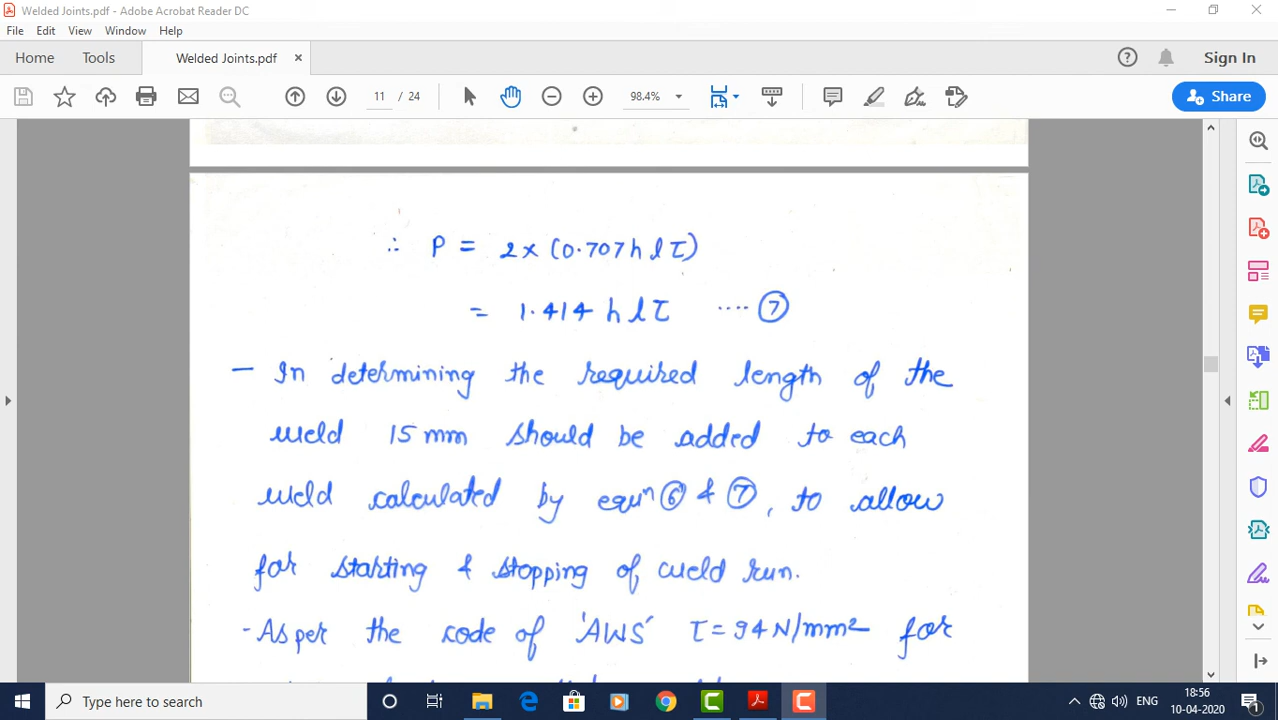 Welded Joints.pdf - Adobe Acrobat Reader DC
File Edit View Window Help
Home Tools Welded Joints.pdf × Sign In
11 / 24 98.4% Share
∴ P = 2 x (0.707 h l τ)
= 1.414 h l τ .... ⑦
- In determining the required length of the
weld 15 mm should be added to each
weld calculated by equⁿ ⑥ & ⑦, to allow
for starting & stopping of weld run.
- As per the code of 'AWS' τ = 94 N/mm² for
Type here to search ENG 18:56
10-04-2020